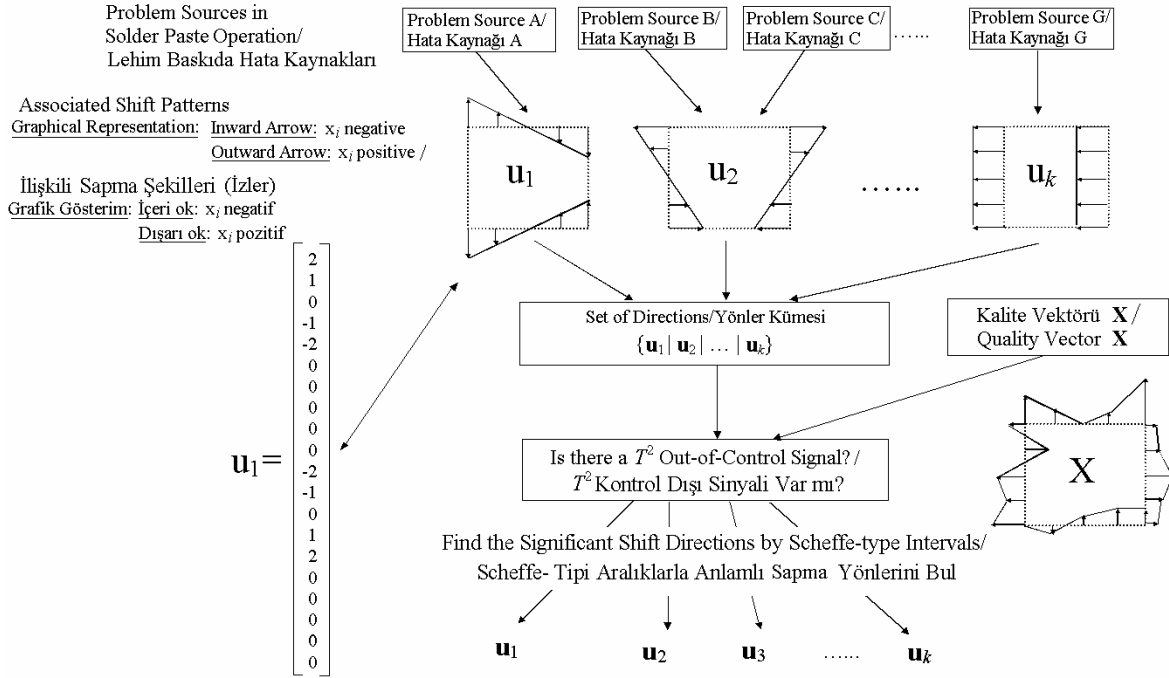 Problem Sources in
Solder Paste Operation/
Lehim Baskıda Hata Kaynakları
Problem Source A/
Hata Kaynağı A
Problem Source B/
Hata Kaynağı B
Problem Source C/
Hata Kaynağı C
......
Problem Source G/
Hata Kaynağı G
Associated Shift Patterns
Graphical Representation: Inward Arrow: xᵢ negative
Outward Arrow: xᵢ positive /
İlişkili Sapma Şekilleri (İzler)
Grafik Gösterim: İçeri ok: xᵢ negatif
Dışarı ok: xᵢ pozitif
u₁
u₂
......
uₖ
u₁=
2
1
0
-1
-2
0
0
0
0
0
-2
-1
0
1
2
0
0
0
0
0
Set of Directions/Yönler Kümesi
{u₁| u₂| … | uₖ}
Kalite Vektörü X /
Quality Vector X
X
Is there a T² Out-of-Control Signal? /
T² Kontrol Dışı Sinyali Var mı?
Find the Significant Shift Directions by Scheffe-type Intervals/
Scheffe- Tipi Aralıklarla Anlamlı Sapma Yönlerini Bul
u₁ u₂ u₃ ...... uₖ